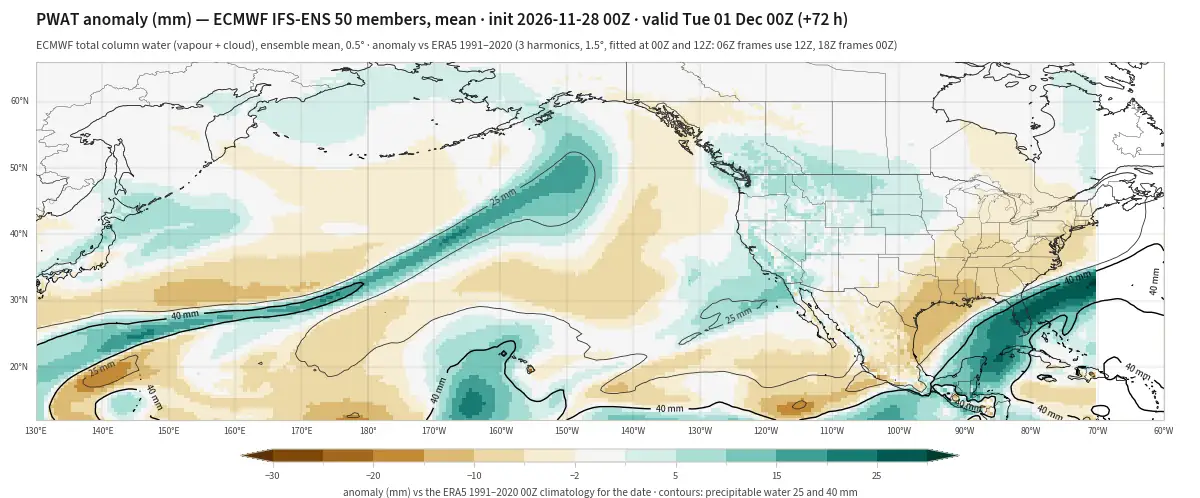 PWAT anomaly (mm) — ECMWF IFS-ENS 50 members, mean · init 2026-11-28 00Z · valid Tue 01 Dec 00Z (+72 h)
ECMWF total column water (vapour + cloud), ensemble mean, 0.5° · anomaly vs ERA5 1991–2020 (3 harmonics, 1.5°, fitted at 00Z and 12Z: 06Z frames use 12Z, 18Z frames 00Z)
60°N
50°N
25 mm
40°N
40 mm
40 mm
30°N
40 mm
25 mm
25 mm
20°N
40 mm
40 mm
40 mm
40 mm
40 mm
40 mm
130°E 140°E 150°E 160°E 170°E 180° 170°W 160°W 150°W 140°W 130°W 120°W 110°W 100°W 90°W 80°W 70°W 60°W
−30 −20 −10 −2 5 15 25
anomaly (mm) vs the ERA5 1991–2020 00Z climatology for the date · contours: precipitable water 25 and 40 mm